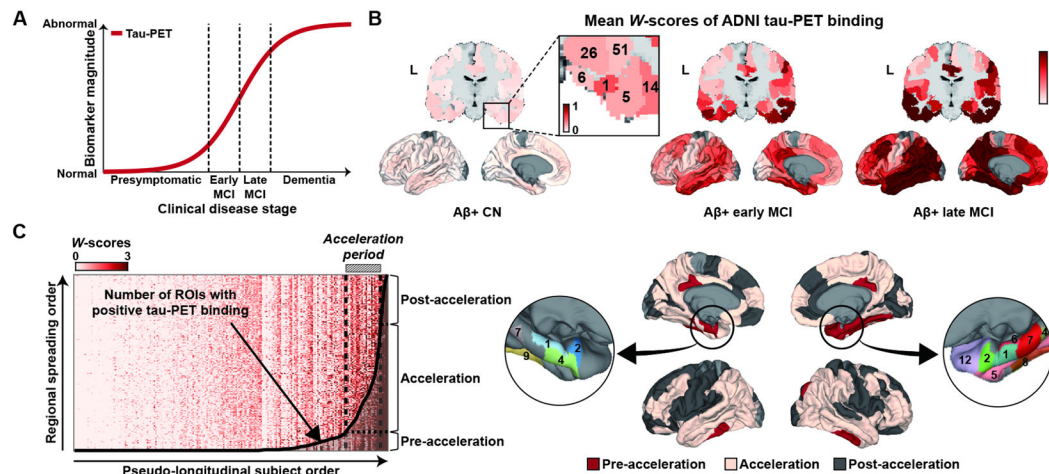 A
Abnormal
Tau-PET
Biomarker magnitude
Normal
Presymptomatic
Early MCI
Late MCI
Dementia
Clinical disease stage
B
Mean W-scores of ADNI tau-PET binding
L
26
51
6
1
14
5
1
0
L
L
Aβ+ CN
Aβ+ early MCI
Aβ+ late MCI
C
W-scores
0
3
Acceleration
period
Regional spreading order
Number of ROIs with
positive tau-PET binding
Post-acceleration
Acceleration
Pre-acceleration
Pseudo-longitudinal subject order
7
1
2
9
4
12
2
1
6
7
4
5
8
Pre-acceleration
Acceleration
Post-acceleration